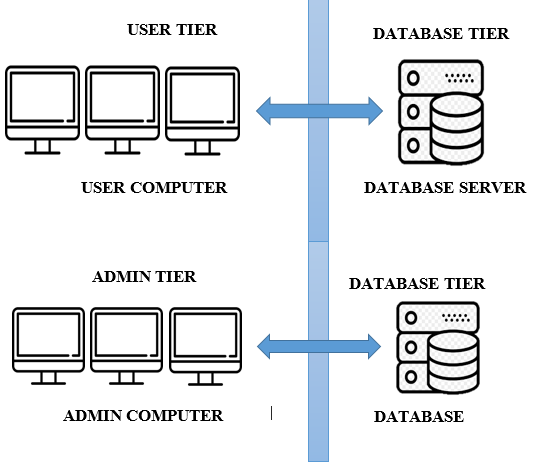 USER TIER
DATABASE TIER
USER COMPUTER
DATABASE SERVER
ADMIN TIER
DATABASE TIER
ADMIN COMPUTER
DATABASE